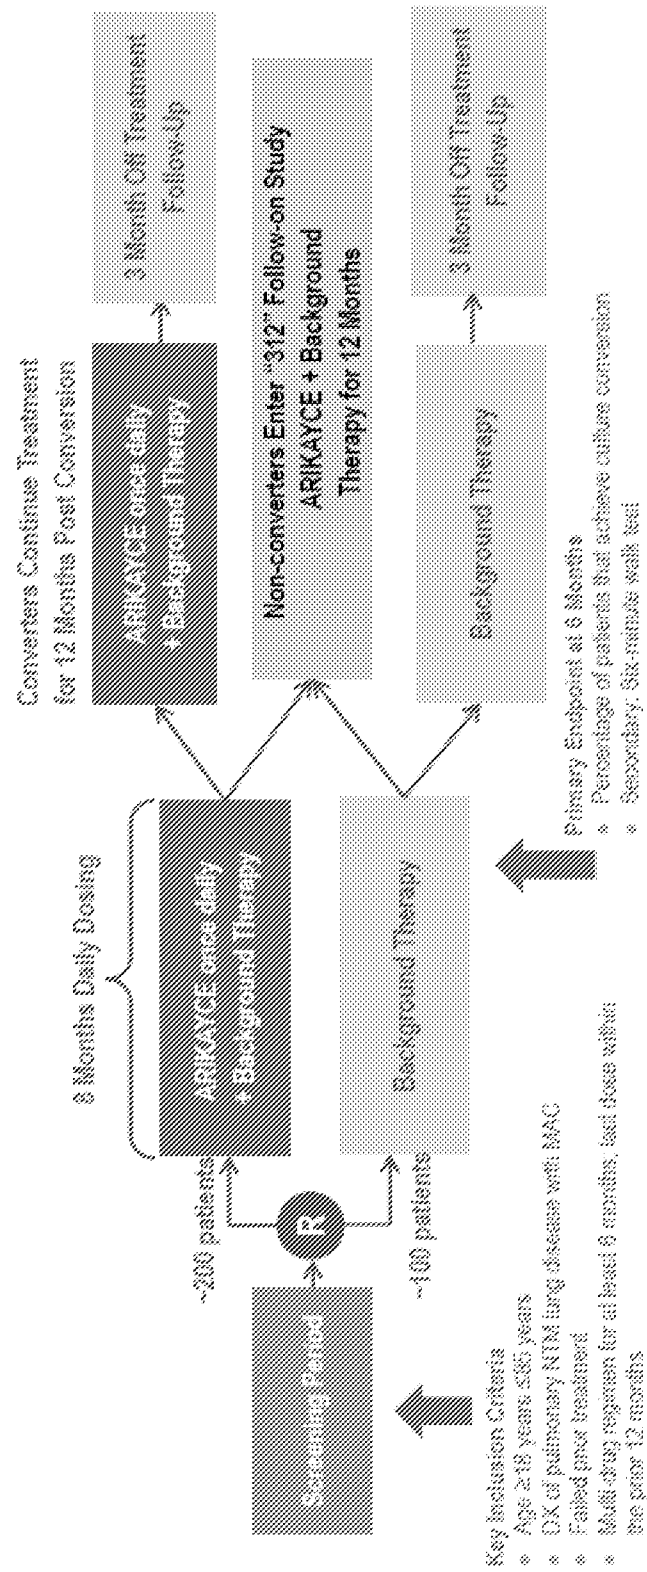 8 Months Daily Dosing
Converters Continue Treatment
for 12 Months Post Conversion
Screening Period
R
~200 patients
~100 patients
ARIKAYCE once daily
+ Background Therapy
Background Therapy
ARIKAYCE once daily
+ Background Therapy
3 Month Off Treatment
Follow-Up
Non-converters Enter "312" Follow-on Study
ARIKAYCE + Background
Therapy for 12 Months
Background Therapy
3 Month Off Treatment
Follow-Up
Key Inclusion Criteria
• Age ≥18 years ≤85 years
• DX of pulmonary NTM lung disease with MAC
• Failed prior treatment
• Multi-drug regimen for at least 6 months; last dose within
the prior 12 months
Primary Endpoint at 6 Months
• Percentage of patients that achieve culture conversion
• Secondary: Six-minute walk test